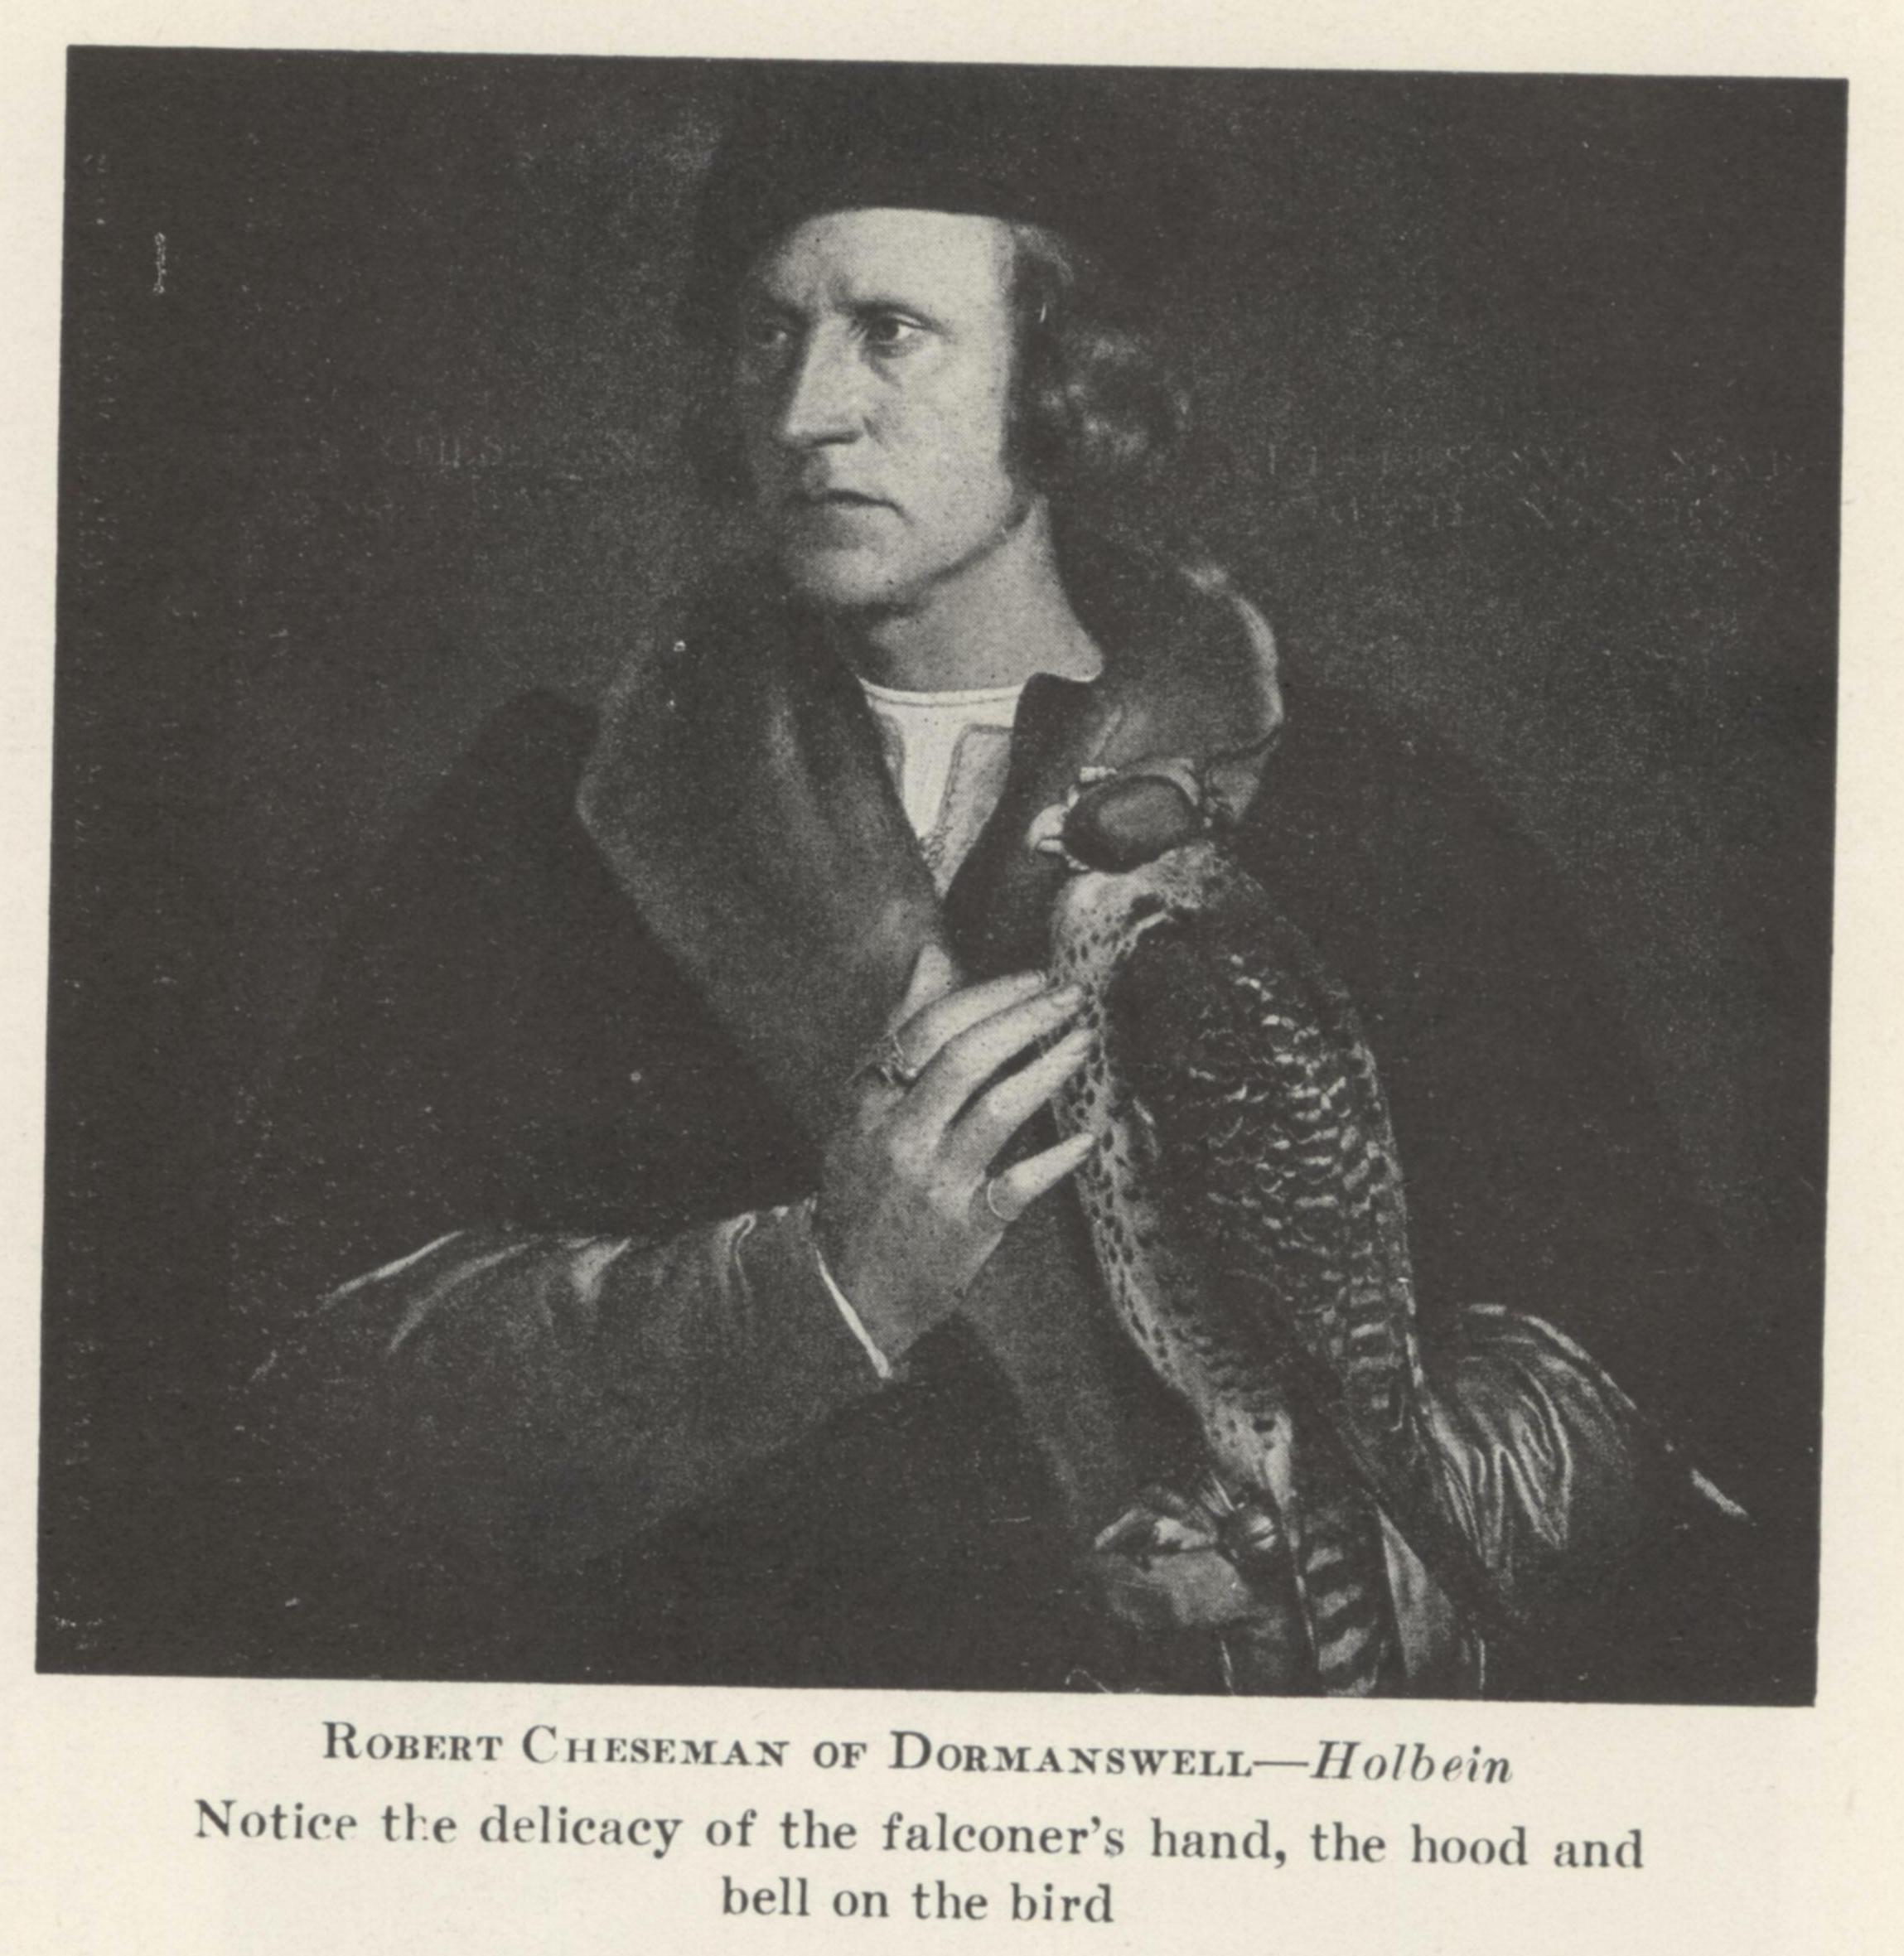 ROBERT CHESEMAN OF DORMANSWELL—Holbein
Notice the delicacy of the falconer's hand, the hood and
bell on the bird